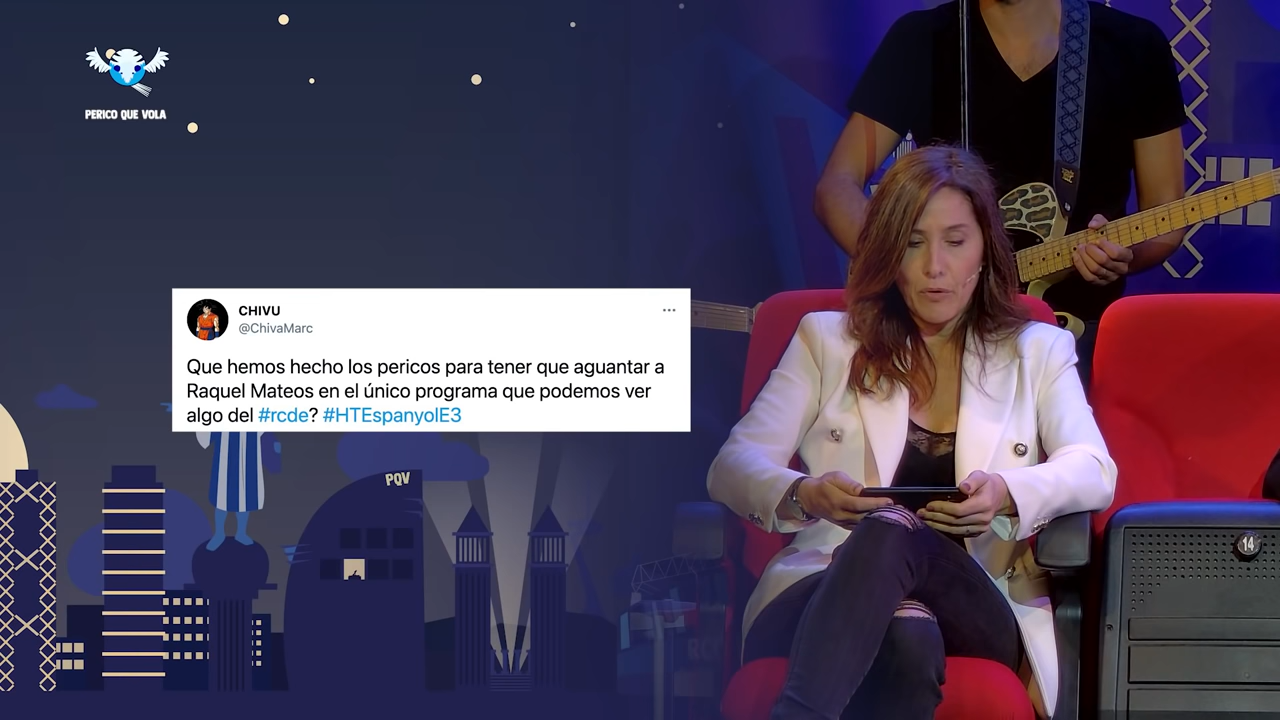 PERICO QUE VOLA
CHIVU
@ChivaMarc
Que hemos hecho los pericos para tener que aguantar a
Raquel Mateos en el único programa que podemos ver
algo del #rcde? #HTEspanyolE3
PQV
14